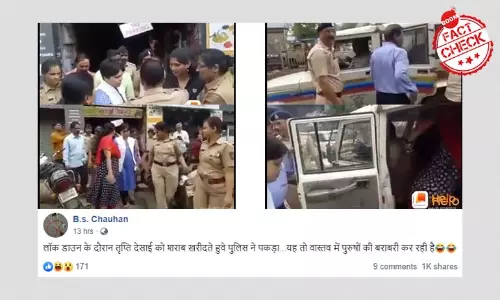 BOOM
FACT
CHECK
Helo
Helo
B.s. Chauhan
13 hrs ·
लॉक डाउन के दौरान तृप्ति देसाई को शराब खरीदते हुवे पुलिस ने पकड़ा...यह तो वास्तव में पुरुषों की बराबरी कर रही है😂😂
171
9 comments 1K shares